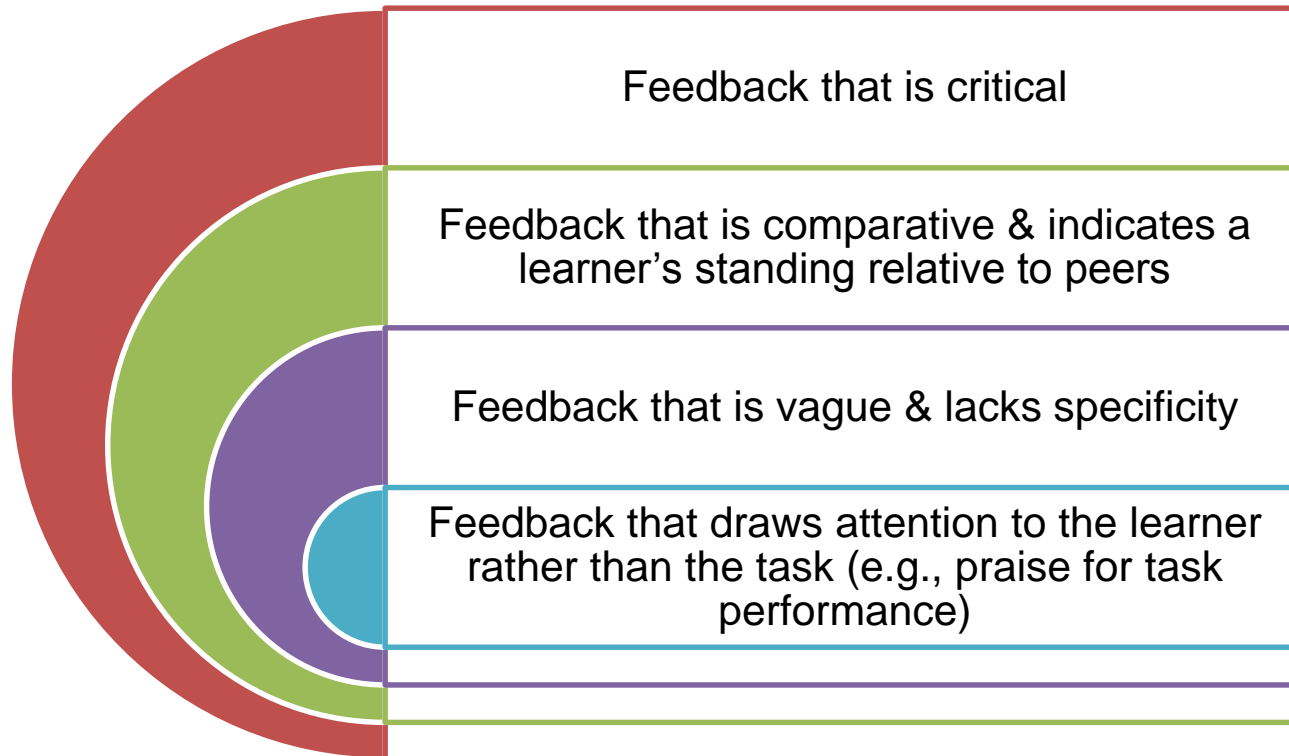 Feedback that is critical
Feedback that is comparative & indicates a
learner’s standing relative to peers
Feedback that is vague & lacks specificity
Feedback that draws attention to the learner
rather than the task (e.g., praise for task
performance)